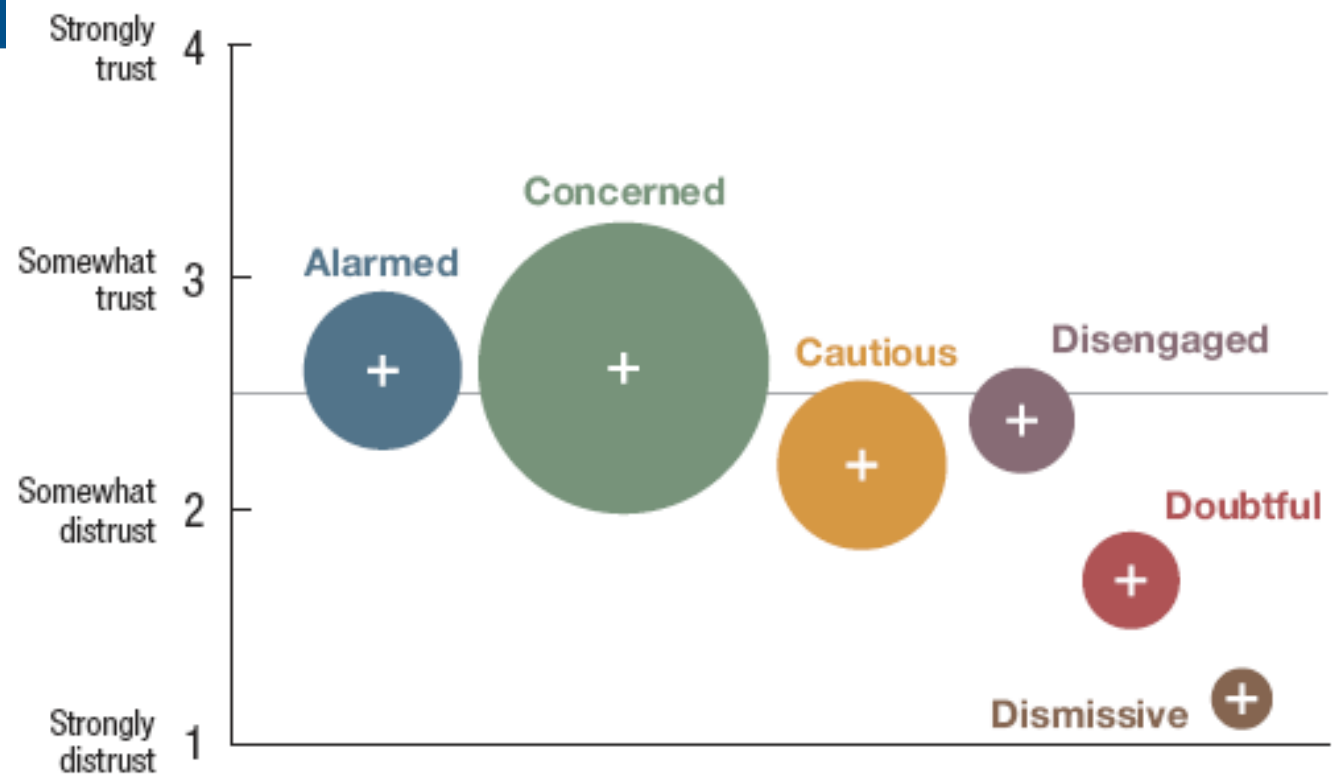 Strongly
trust
4
Concerned
Alarmed
Somewhat
trust
3
Cautious
Disengaged
Somewhat
distrust
2
Doubtful
Dismissive
Strongly
distrust
1